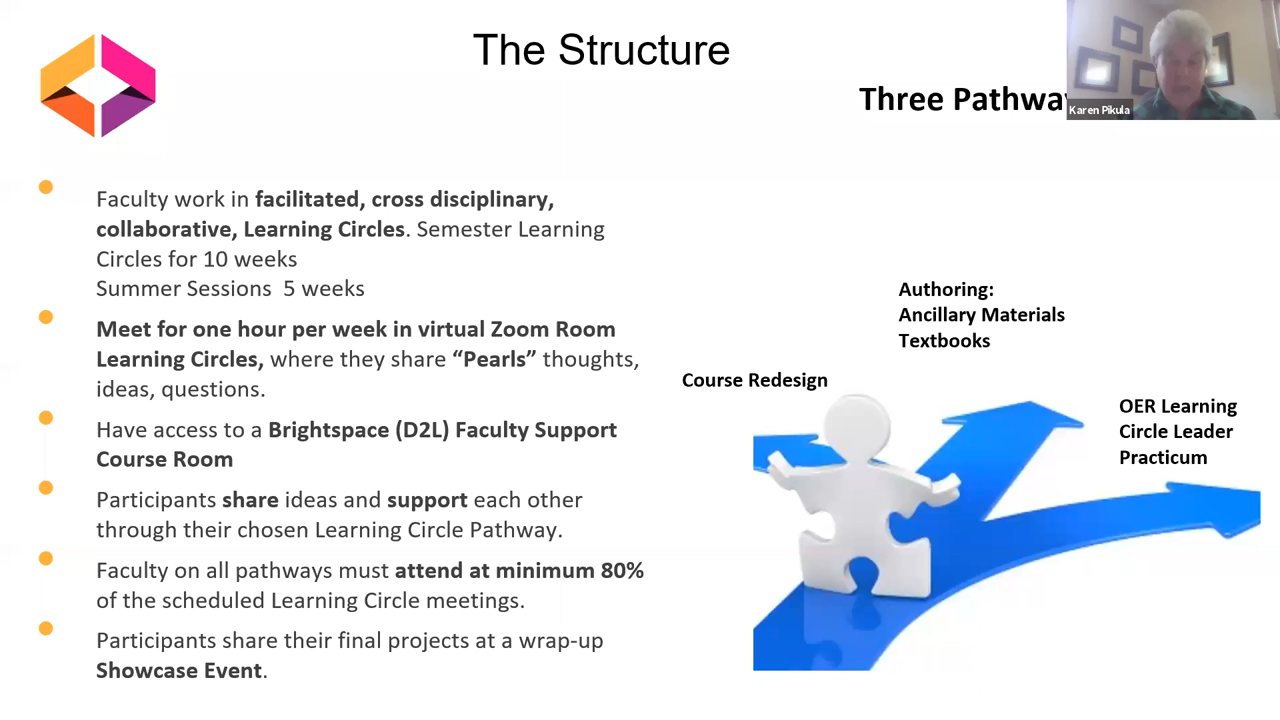 The Structure
Three Pathwa
Karen Pikula
Faculty work in facilitated, cross disciplinary,
collaborative, Learning Circles. Semester Learning
Circles for 10 weeks
Summer Sessions 5 weeks
Meet for one hour per week in virtual Zoom Room
Learning Circles, where they share “Pearls” thoughts,
ideas, questions.
Have access to a Brightspace (D2L) Faculty Support
Course Room
Participants share ideas and support each other
through their chosen Learning Circle Pathway.
Faculty on all pathways must attend at minimum 80%
of the scheduled Learning Circle meetings.
Participants share their final projects at a wrap-up
Showcase Event.
Authoring:
Ancillary Materials
Textbooks
Course Redesign
OER Learning
Circle Leader
Practicum